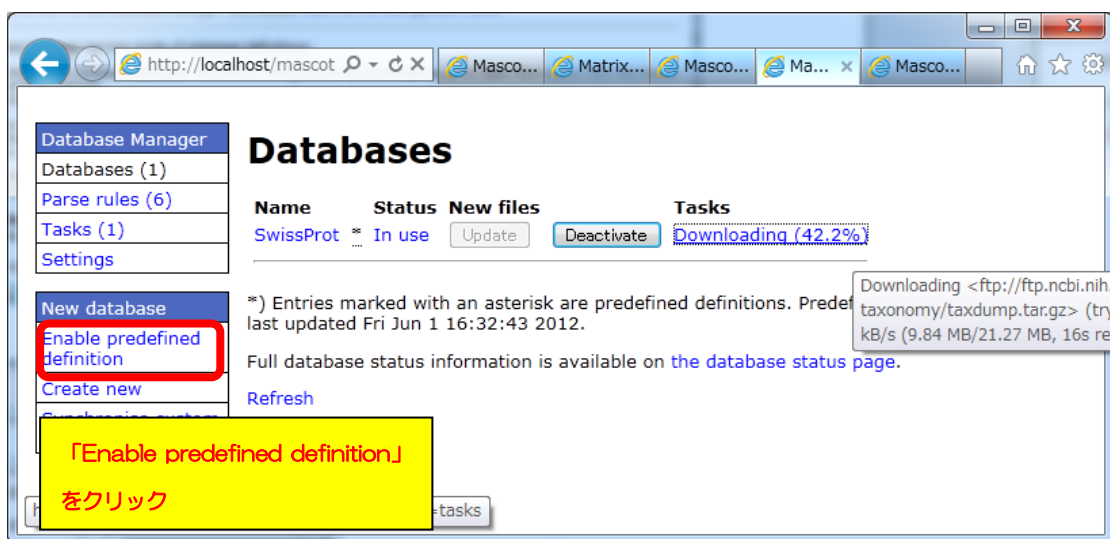 http://localhost/mascot
Masco...
Matrix...
Masco...
Ma...
Masco...
Database Manager
Databases (1)
Parse rules (6)
Tasks (1)
Settings
New database
Enable predefined
definition
Create new
Databases
Name Status New files Tasks
SwissProt * In use Update Deactivate Downloading (42.2%)
Downloading <ftp://ftp.ncbi.nih.
taxonomy/taxdump.tar.gz> (try
kB/s (9.84 MB/21.27 MB, 16s re
*) Entries marked with an asterisk are predefined definitions. Predef
last updated Fri Jun 1 16:32:43 2012.
Full database status information is available on the database status page.
Refresh
「Enable predefined definition」
をクリック
=tasks